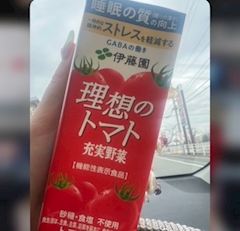 睡眠の質の向上
ストレスを軽減する
GABAの働き
伊藤園
理想の
トマト
充実野菜
【機能性表示食品】
砂糖・食塩 不使用